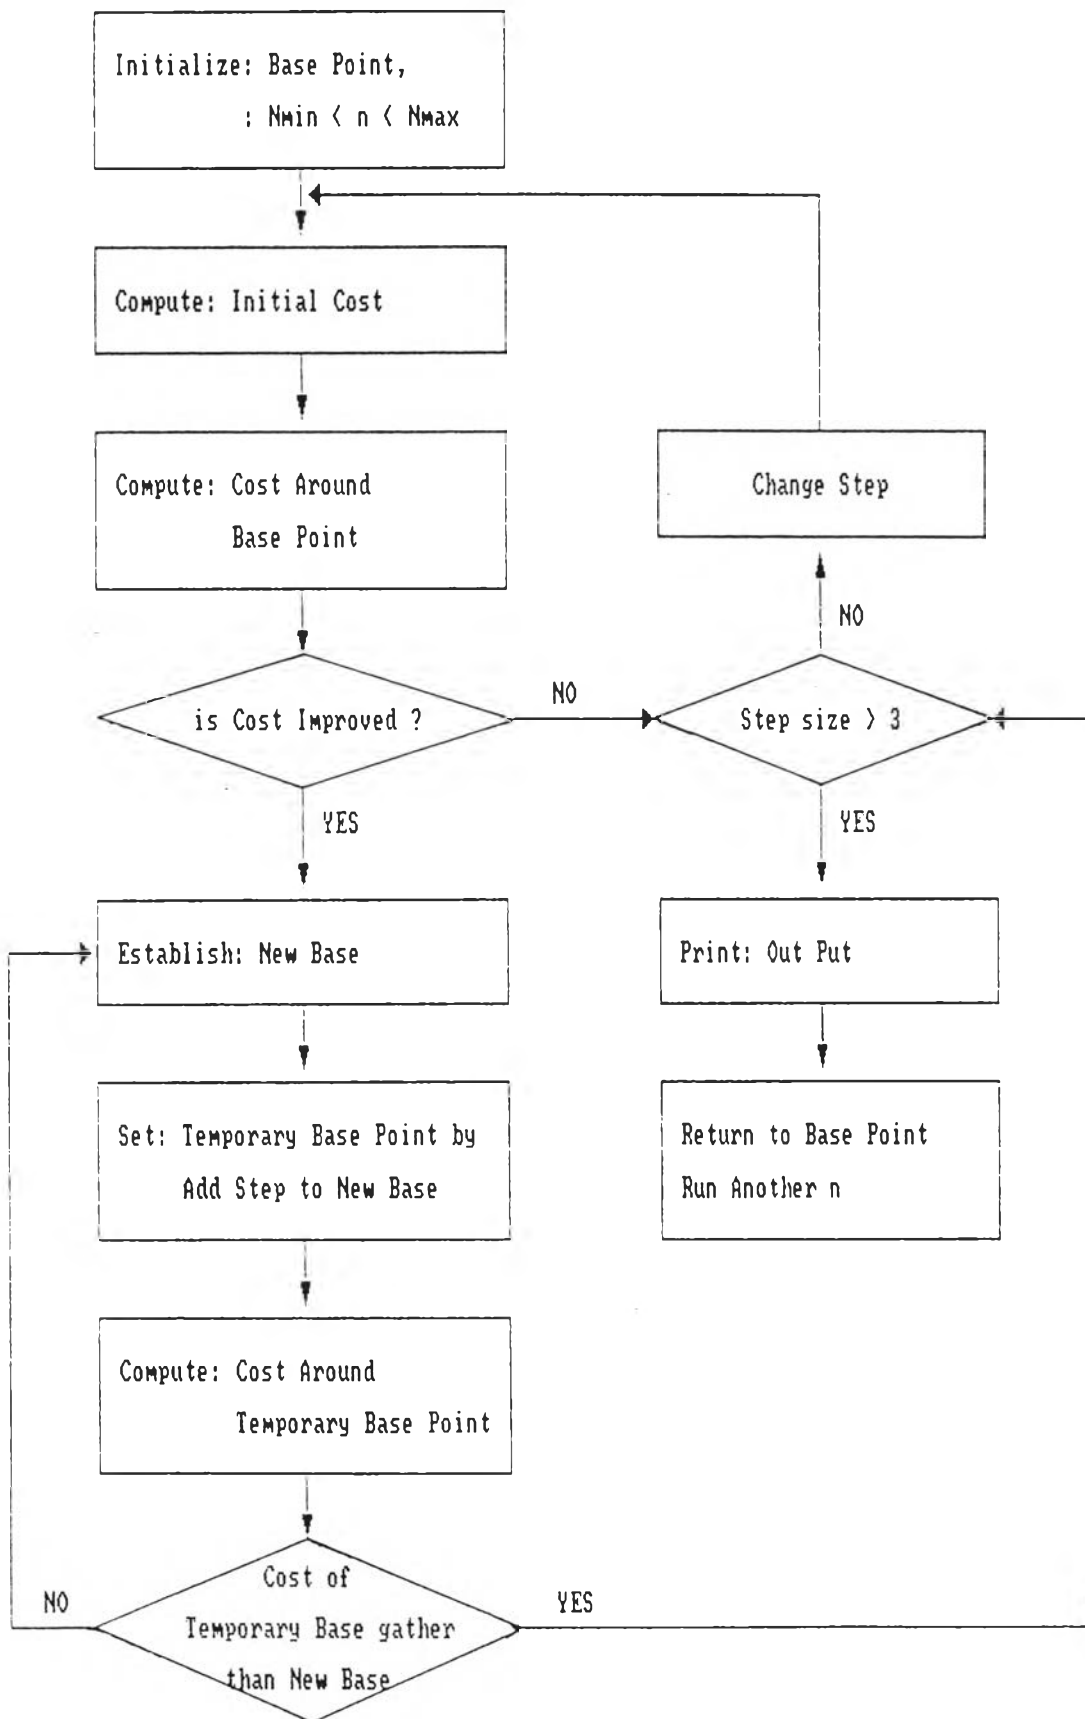 Initialize: Base Point,
: Nmin < n < Nmax
Compute: Initial Cost
Compute: Cost Around
Base Point
Change Step
NO
is Cost Improved ?
NO
Step size > 3
YES
YES
Establish: New Base
Print: Out Put
Set: Temporary Base Point by
Add Step to New Base
Return to Base Point
Run Another n
Compute: Cost Around
Temporary Base Point
NO
Cost of
Temporary Base gather
than New Base
YES